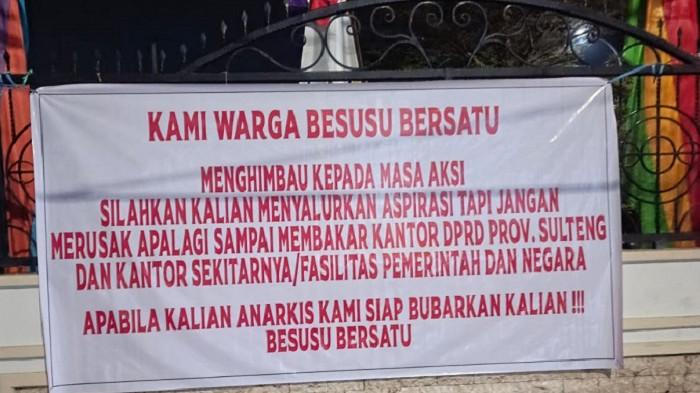 KAMI WARGA BESUSU BERSATU
MENGHIMBAU KEPADA MASA AKSI
SILAHKAN KALIAN MENYALURKAN ASPIRASI TAPI JANGAN
MERUSAK APALAGI SAMPAI MEMBAKAR KANTOR DPRD PROV. SULTENG
DAN KANTOR SEKITARNYA/FASILITAS PEMERINTAH DAN NEGARA
APABILA KALIAN ANARKIS KAMI SIAP BUBARKAN KALIAN !!!
BESUSU BERSATU